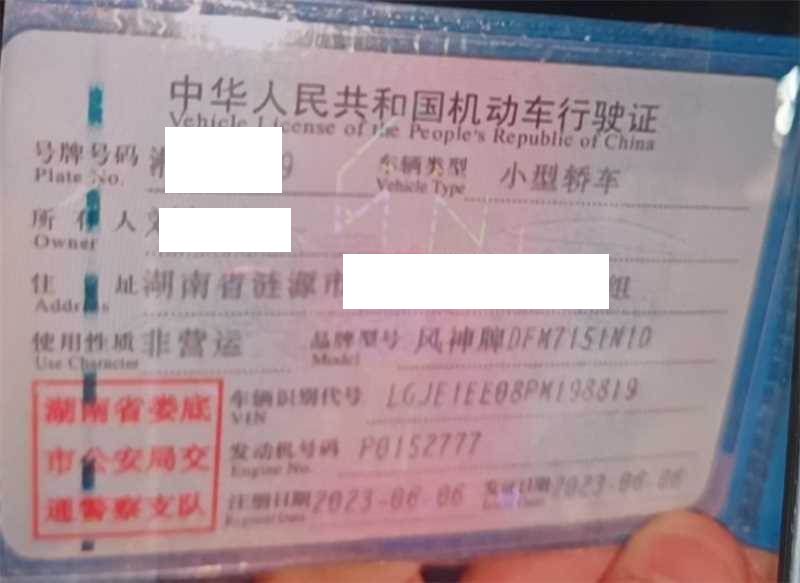 中华人民共和国机动车行驶证
Vehicle License of the People's Republic of China
号牌号码 9 车辆类型 小型轿车
Plate No. Vehicle Type
所有人
Owner
住址 湖南省涟源市 组
Address
使用性质 非营运 品牌型号 风神牌DFM7151N1D
Use Character Model
湖南省娄底
市公安局交
通警察支队
车辆识别代号 LGJE1EE08PM198819
VIN
发动机号码 P0152777
Engine No.
注册日期 2023-06-06 发证日期 2023-06-06
Register Date Issue Date